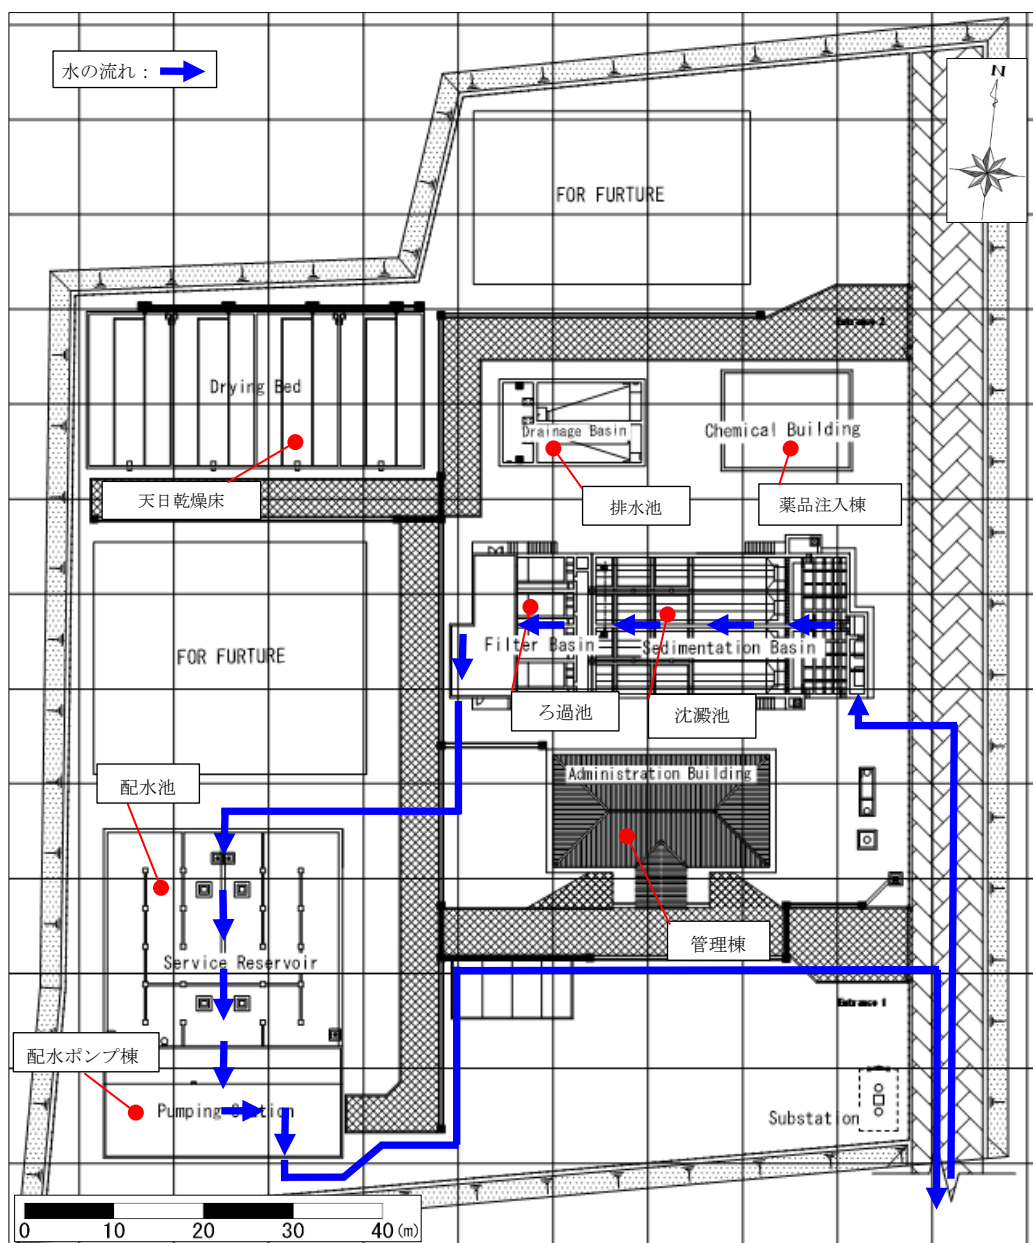 水の流れ：
N
FOR FURTURE
Entrance 2
Drying Bed
Drainage Basin
Chemical Building
天日乾燥床
排水池
薬品注入棟
Filter Basin
Sedimentation Basin
FOR FURTURE
ろ過池
沈澱池
配水池
Administration Building
管理棟
Service Reservoir
Entrance 1
配水ポンプ棟
Pumping Station
Substation
0 10 20 30 40 (m)